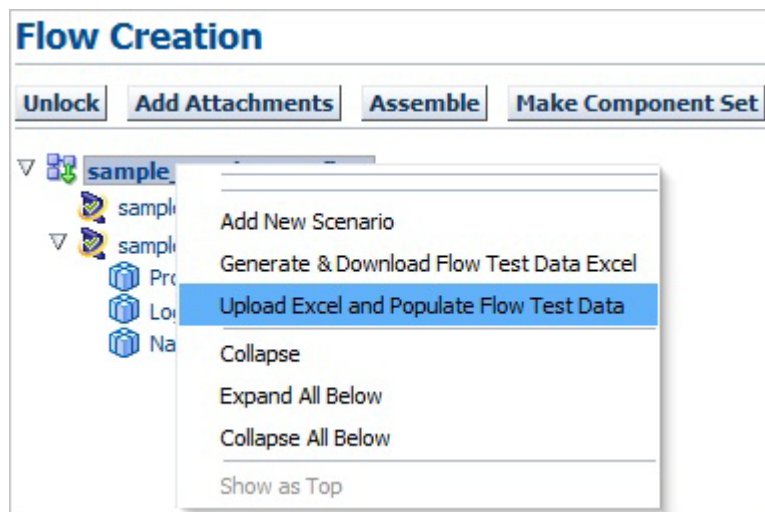 Flow Creation
Unlock Add Attachments Assemble Make Component Set
sample_
sampl
Add New Scenario
sampl
Generate & Download Flow Test Data Excel
Pro
Upload Excel and Populate Flow Test Data
Na
Collapse
Expand All Below
Collapse All Below
Show as Top